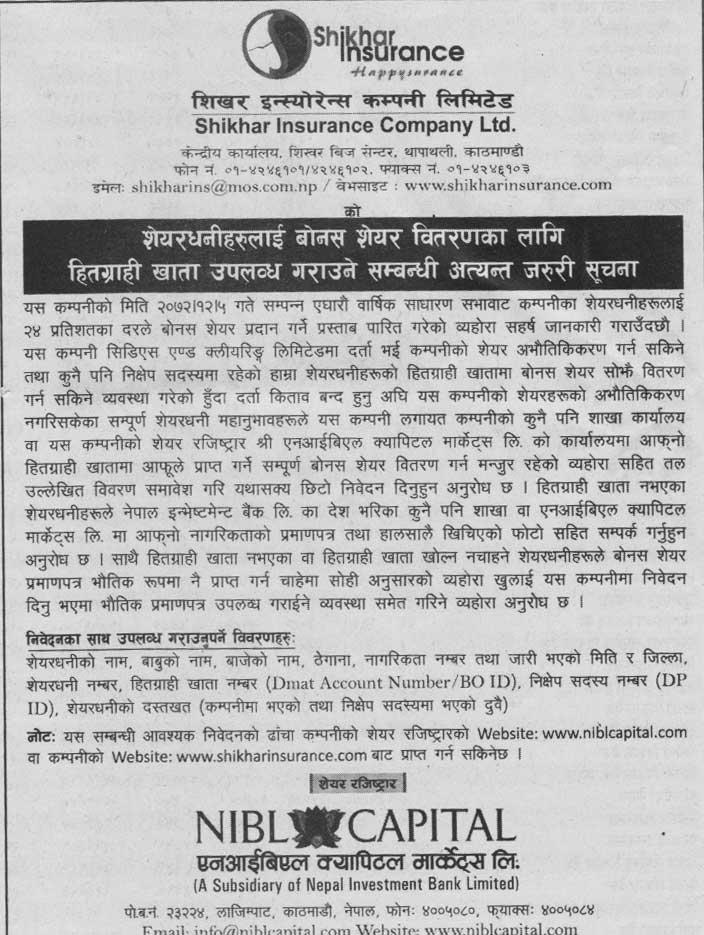 Shikhar
Insurance
Happysurance
शिखर इन्स्योरेन्स कम्पनी लिमिटेड
Shikhar Insurance Company Ltd.
केन्द्रीय कार्यालय, शिखर बिज सेन्टर, थापाथली, काठमाण्डौ
फोन नं. ०१-४२४६१०१/४२४६१०२, फ्याक्स नं. ०१-४२४६१०३
इमेलः shikharins@mos.com.np / वेभसाइट : www.shikharinsurance.com
को
शेयरधनीहरुलाई बोनस शेयर वितरणका लागि
हितग्राही खाता उपलव्ध गराउने सम्बन्धी अत्यन्त जरुरी सूचना
यस कम्पनीको मिति २०७२।१२।५ गते सम्पन्न एघारौ वार्षिक साधारण सभावाट कम्पनीका शेयरधनीहरूलाई
२४ प्रतिशतका दरले बोनस शेयर प्रदान गर्ने प्रस्ताब पारित गरेको व्यहोरा सहर्ष जानकारी गराउँदछौ ।
यस कम्पनी सिडिएस एण्ड क्लीयरिङ्ग लिमिटेडमा दर्ता भई कम्पनीको शेयर अभौतिकिकरण गर्न सकिने
तथा कुनै पनि निक्षेप सदस्यमा रहेको हाम्रा शेयरधनीहरूको हितग्राही खातामा बोनस शेयर सोझै वितरण
गर्न सकिने व्यवस्था गरेको हुँदा दर्ता किताव बन्द हुनु अघि यस कम्पनीको शेयरहरूको अभौतिकिकरण
नगरिसकेका सम्पूर्ण शेयरधनी महानुभावहरूले यस कम्पनी लगायत कम्पनीको कुनै पनि शाखा कार्यालय
वा यस कम्पनीको शेयर रजिष्ट्रार श्री एनआईबिएल क्यापिटल मार्केट्स लि. को कार्यालयमा आफ्नो
हितग्राही खातामा आफूले प्राप्त गर्ने सम्पूर्ण बोनस शेयर वितरण गर्न मन्जुर रहेको व्यहोरा सहित तल
उल्लेखित विवरण समावेश गरि यथासक्य छिटो निवेदन दिनुहुन अनुरोध छ । हितग्राही खाता नभएका
शेयरधनीहरूले नेपाल इन्भेष्टमेण्ट बैंक लि. का देश भरिका कुनै पनि शाखा वा एनआईबिएल क्यापिटल
मार्केट्स लि. मा आफ्नो नागरिकताको प्रमाणपत्र तथा हालसालै खिचिएको फोटो सहित सम्पर्क गर्नुहुन
अनुरोध छ । साथै हितग्राही खाता नभएका वा हितग्राही खाता खोल्न नचाहने शेयरधनीहरूले बोनस शेयर
प्रमाणपत्र भौतिक रूपमा नै प्राप्त गर्न चाहेमा सोही अनुसारको व्यहोरा खुलाई यस कम्पनीमा निवेदन
दिनु भएमा भौतिक प्रमाणपत्र उपलव्ध गराईने व्यवस्था समेत गरिने व्यहोरा अनुरोध छ ।
निवेदनका साथ उपलव्ध गराउनुपर्ने विवरणहरुः
शेयरधनीको नाम, बाबुको नाम, बाजेको नाम, ठेगाना, नागरिकता नम्बर तथा जारी भएको मिति र जिल्ला,
शेयरधनी नम्बर, हितग्राही खाता नम्बर (Dmat Account Number/BO ID), निक्षेप सदस्य नम्बर (DP
ID), शेयरधनीको दस्तखत (कम्पनीमा भएको तथा निक्षेप सदस्यमा भएको दुवै)
नोटः यस सम्बन्धी आवश्यक निवेदनको ढाँचा कम्पनीको शेयर रजिष्ट्रारको Website: www.niblcapital.com
वा कम्पनीको Website: www.shikharinsurance.com बाट प्राप्त गर्न सकिनेछ ।
शेयर रजिष्ट्रार
NIBL CAPITAL
एनआईबिएल क्यापिटल मार्केट्स लि.
(A Subsidiary of Nepal Investment Bank Limited)
पो.ब.नं. २३२२४, लाजिम्पाट, काठमाडौ, नेपाल, फोनः ४००५०८०, फ्याक्सः ४००५०८४
Email: info@niblcapital.com Website: www.niblcapital.com